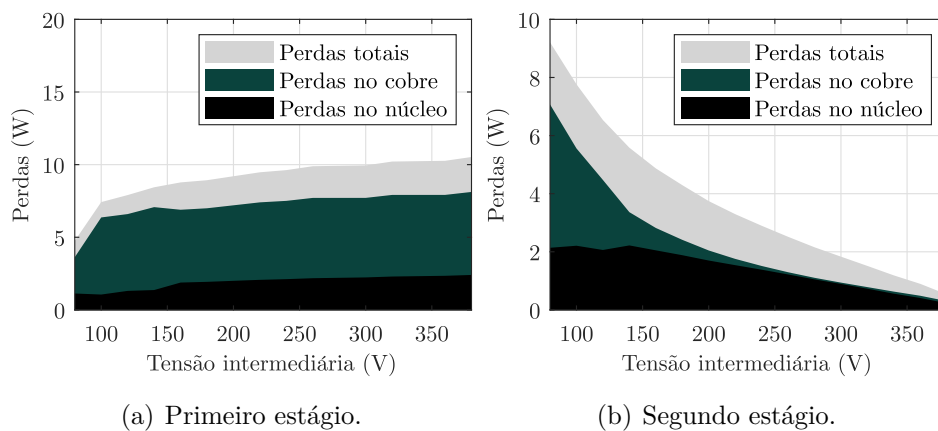 20
15
10
5
0
Perdas (W)
Perdas totais
Perdas no cobre
Perdas no núcleo
100 150 200 250 300 350
Tensão intermediária (V)
(a) Primeiro estágio.
10
8
6
4
2
0
Perdas (W)
Perdas totais
Perdas no cobre
Perdas no núcleo
100 150 200 250 300 350
Tensão intermediária (V)
(b) Segundo estágio.